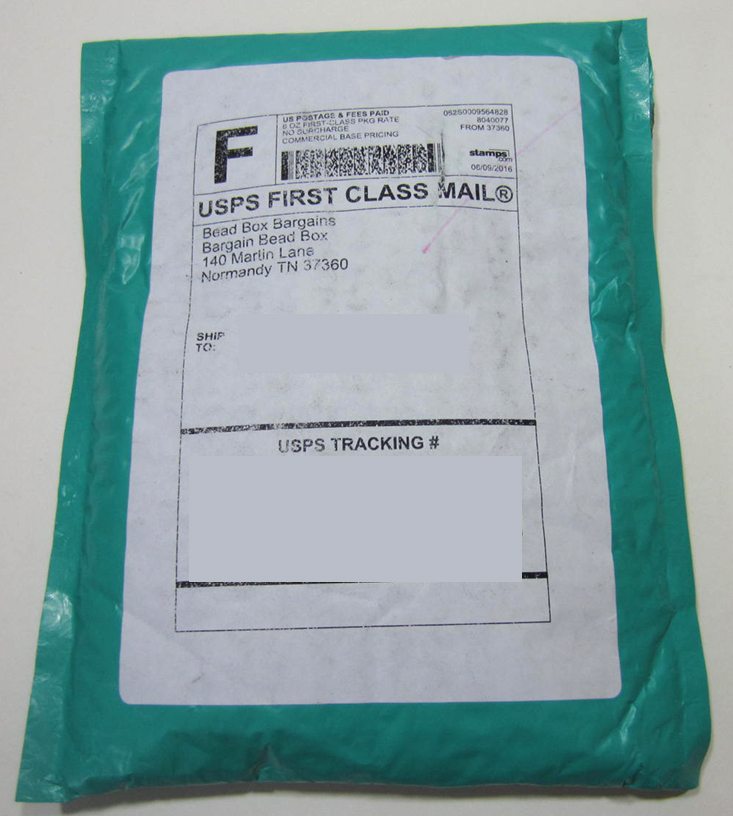 F
US POSTAGE & FEES PAID
8 OZ FIRST-CLASS PKG RATE
NO SURCHARGE
COMMERCIAL BASE PRICING
062S0009564828
8040077
FROM 37360
stamps.com
06/09/2016
USPS FIRST CLASS MAIL®
Bead Box Bargains
Bargain Bead Box
140 Marlin Lane
Normandy TN 37360
SHIP
TO:
USPS TRACKING #